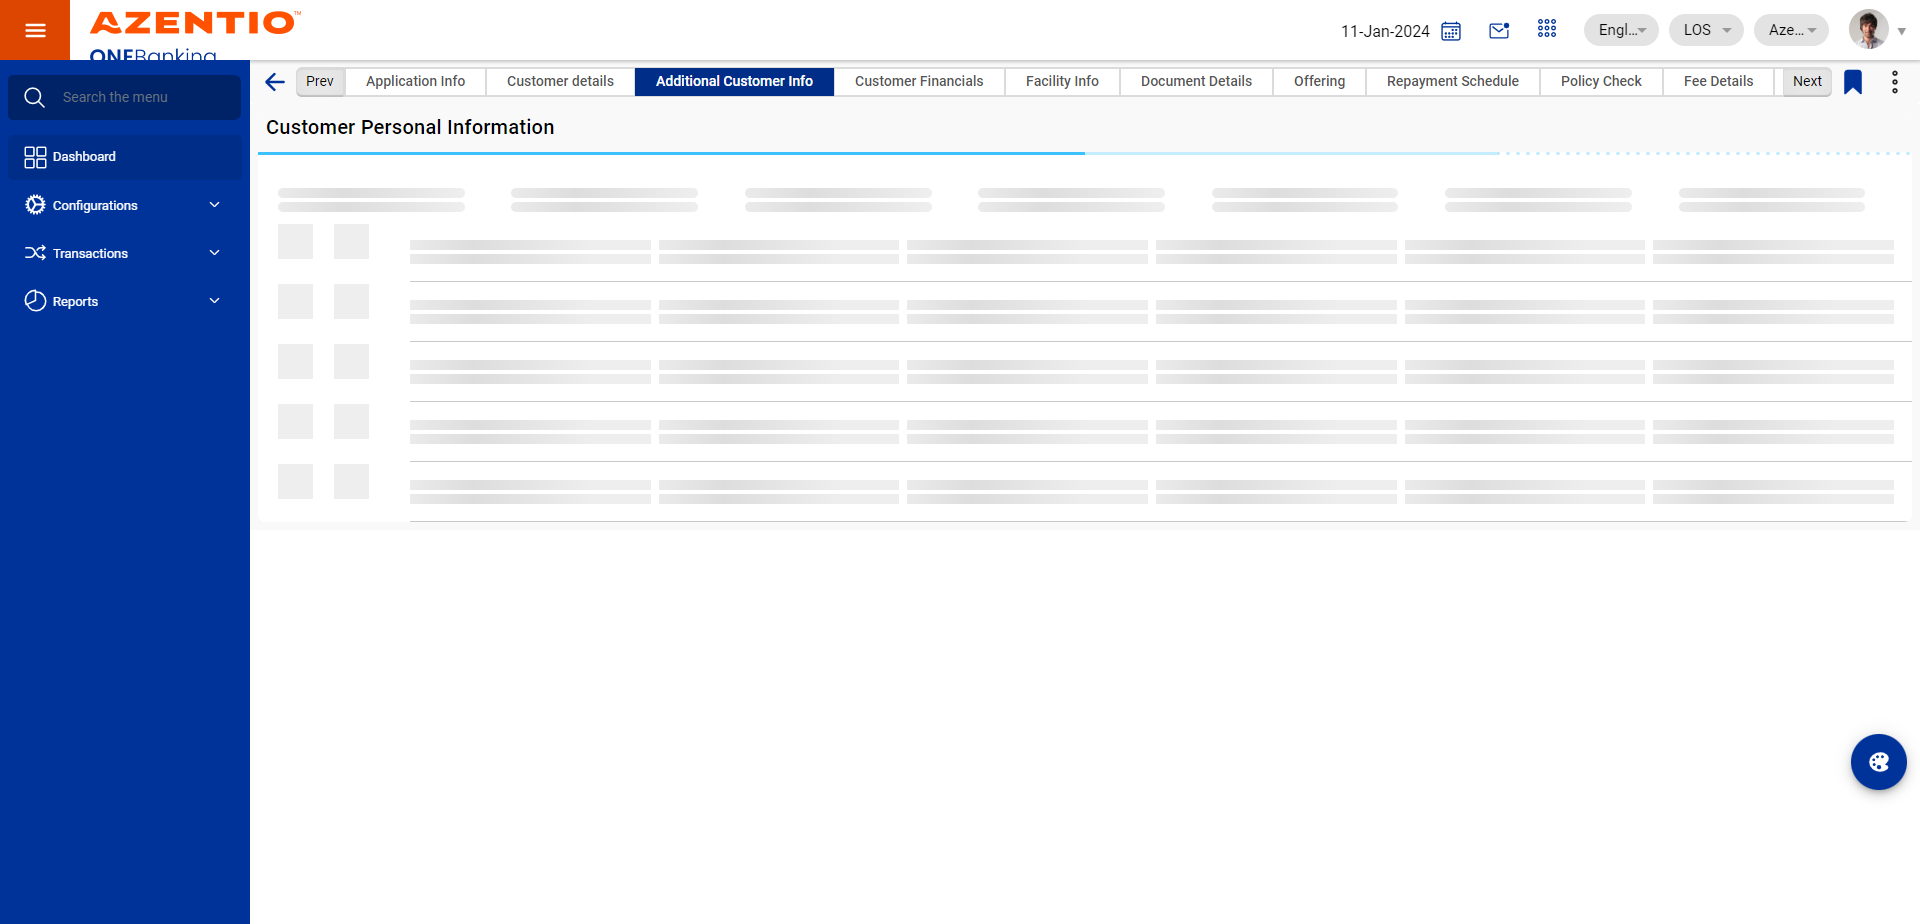 AZENTIO™
ONEBanking
11-Jan-2024
Engl...
LOS
Aze...
Search the menu
Dashboard
Configurations
Transactions
Reports
Prev
Application Info
Customer details
Additional Customer Info
Customer Financials
Facility Info
Document Details
Offering
Repayment Schedule
Policy Check
Fee Details
Next
Customer Personal Information